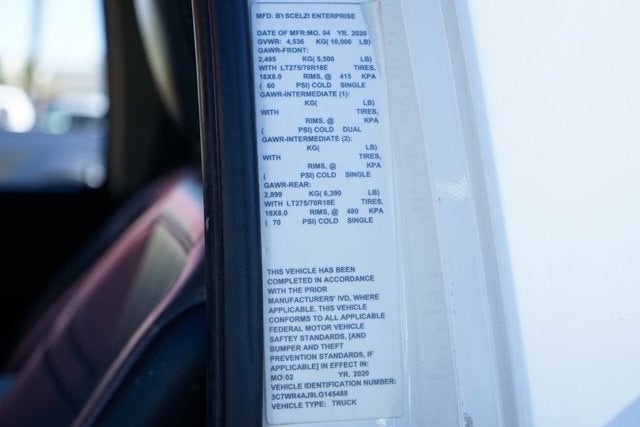 MFD. BY SCELZI ENTERPRISE
DATE OF MFR: MO. 04 YR. 2020
GVWR: 4,536 KG( 10,000 LB)
GAWR-FRONT:
2,495 KG( 5,500 LB)
WITH LT275/70R18E TIRES,
18X8.0 RIMS, @ 415 KPA
( 60 PSI) COLD SINGLE
GAWR-INTERMEDIATE (1):
KG( LB)
WITH TIRES,
RIMS, @ KPA
( PSI) COLD DUAL
GAWR-INTERMEDIATE (2):
KG( LB)
WITH TIRES,
RIMS, @ KPA
( PSI) COLD SINGLE
GAWR-REAR:
2,899 KG( 6,390 LB)
WITH LT275/70R18E TIRES,
18X8.0 RIMS, @ 480 KPA
( 70 PSI) COLD SINGLE
THIS VEHICLE HAS BEEN
COMPLETED IN ACCORDANCE
WITH THE PRIOR
MANUFACTURERS' IVD, WHERE
APPLICABLE. THIS VEHICLE
CONFORMS TO ALL APPLICABLE
FEDERAL MOTOR VEHICLE
SAFTEY STANDARDS, [AND
BUMPER AND THEFT
PREVENTION STANDARDS, IF
APPLICABLE] IN EFFECT IN:
MO. 02 YR. 2020
VEHICLE IDENTIFICATION NUMBER:
3C7WR4AJ9LG145488
VEHICLE TYPE: TRUCK